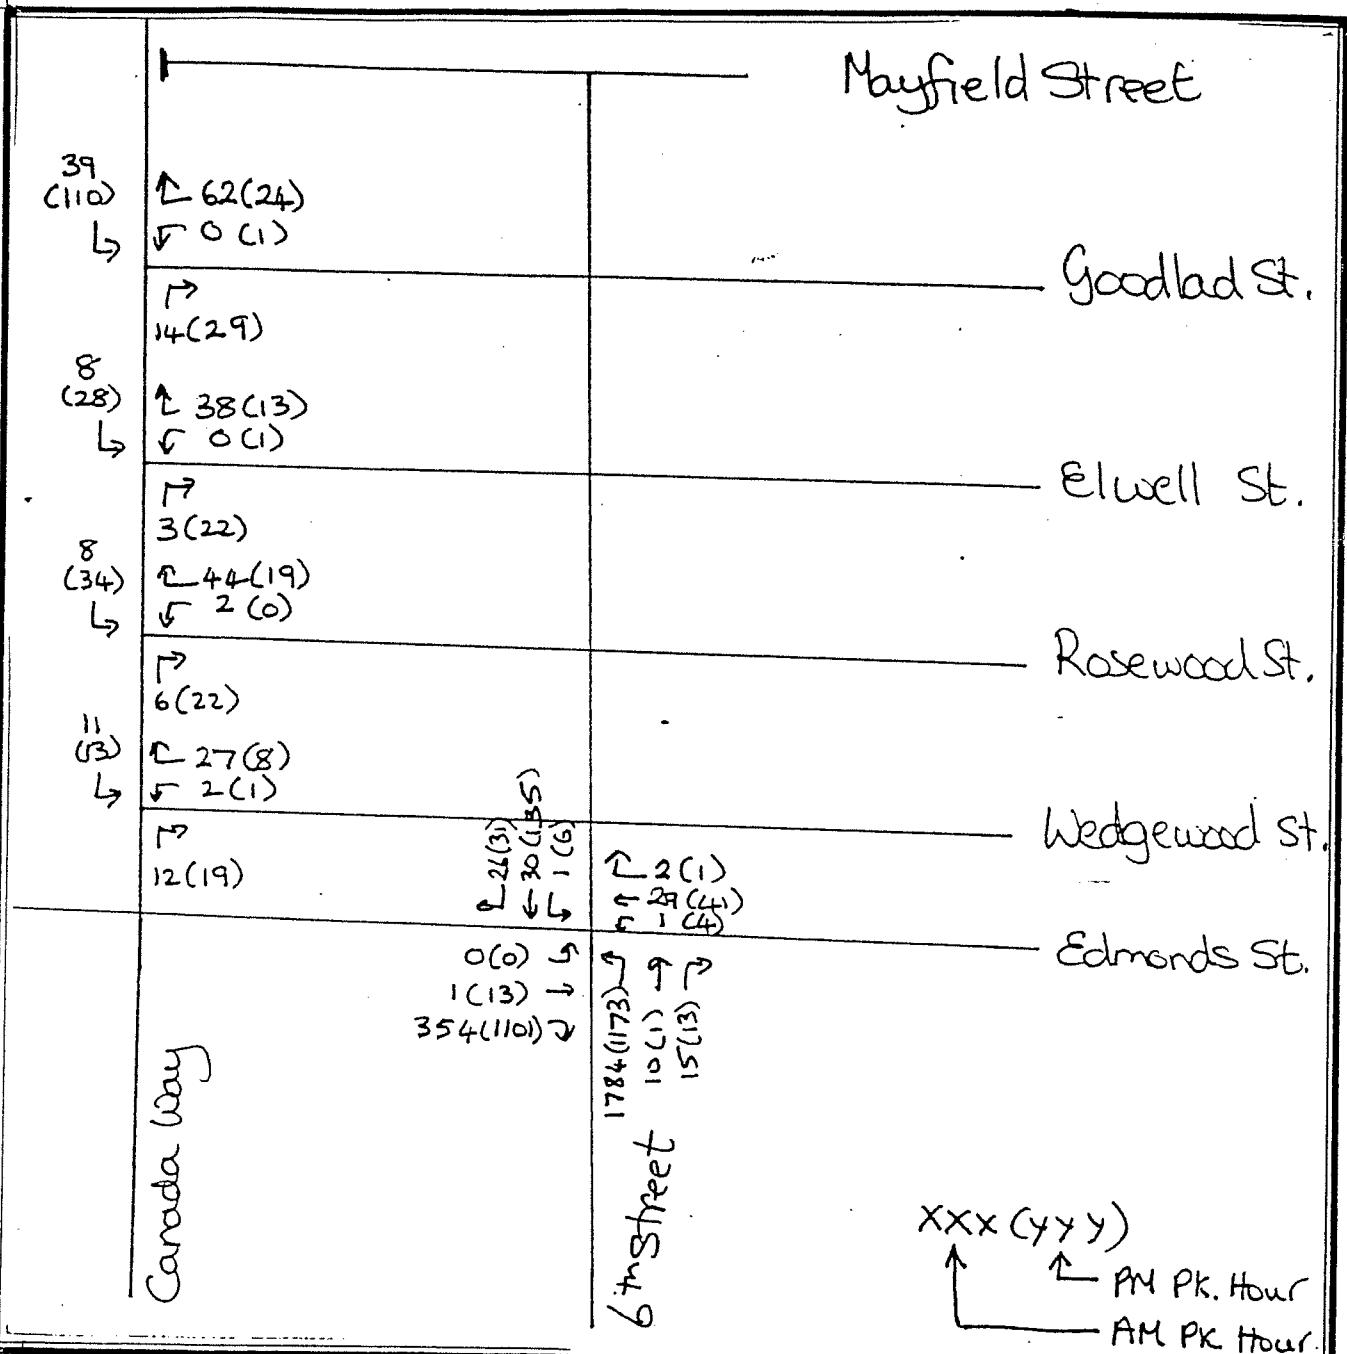 Mayfield Street
39
(110)
62(24)
0(1)
Goodlad St.
14(29)
8
(28)
38(13)
0(1)
Elwell St.
3(22)
8
(34)
44(19)
2(0)
Rosewood St.
6(22)
11
(13)
27(8)
2(1)
Wedgewood St.
12(19)
26(31)
30(135)
1(6)
2(1)
29(41)
1(4)
Edmonds St.
0(0)
1(13)
354(1101)
1784(1173)
10(1)
15(13)
Canada Way
6th Street
XXX(yyy)
PM PK. Hour
AM PK Hour.